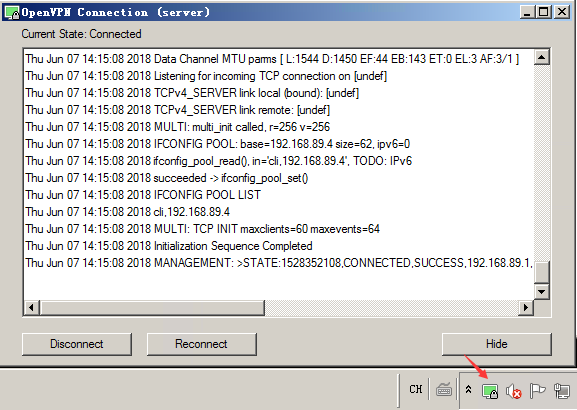 OpenVPN Connection (server)
Current State: Connected
Thu Jun 07 14:15:08 2018 Data Channel MTU parms [ L:1544 D:1450 EF:44 EB:143 ET:0 EL:3 AF:3/1 ]
Thu Jun 07 14:15:08 2018 Listening for incoming TCP connection on [undef]
Thu Jun 07 14:15:08 2018 TCPv4_SERVER link local (bound): [undef]
Thu Jun 07 14:15:08 2018 TCPv4_SERVER link remote: [undef]
Thu Jun 07 14:15:08 2018 MULTI: multi_init called, r=256 v=256
Thu Jun 07 14:15:08 2018 IFCONFIG POOL: base=192.168.89.4 size=62, ipv6=0
Thu Jun 07 14:15:08 2018 ifconfig_pool_read(), in='cli,192.168.89.4', TODO: IPv6
Thu Jun 07 14:15:08 2018 succeeded -> ifconfig_pool_set()
Thu Jun 07 14:15:08 2018 IFCONFIG POOL LIST
Thu Jun 07 14:15:08 2018 cli,192.168.89.4
Thu Jun 07 14:15:08 2018 MULTI: TCP INIT maxclients=60 maxevents=64
Thu Jun 07 14:15:08 2018 Initialization Sequence Completed
Thu Jun 07 14:15:08 2018 MANAGEMENT: >STATE:1528352108,CONNECTED,SUCCESS,192.168.89.1,
Disconnect Reconnect Hide
CH